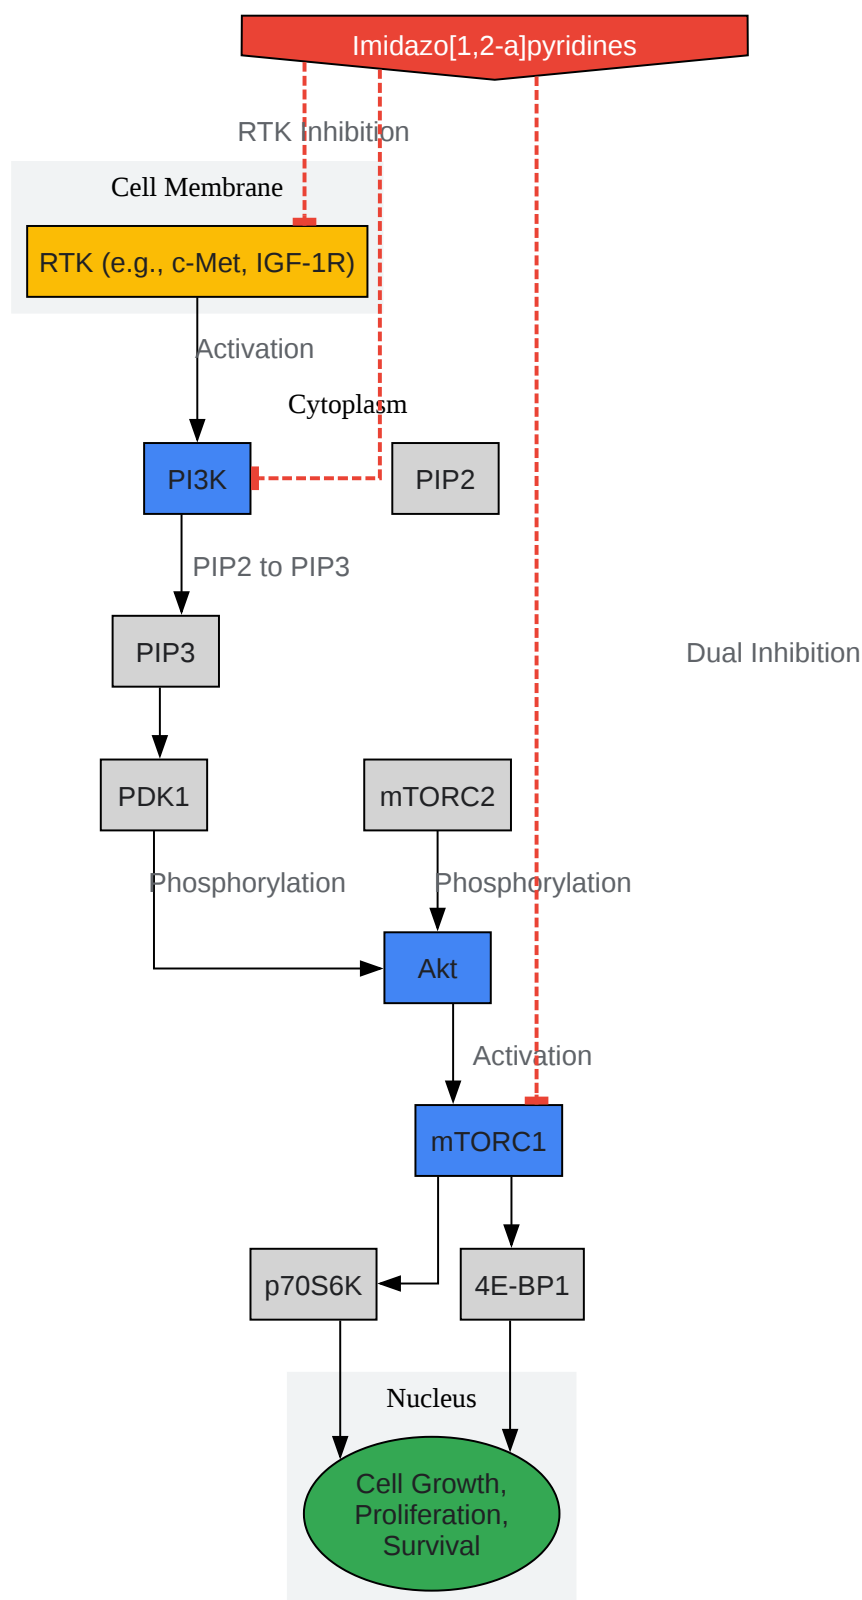 Imidazo[1,2-a]pyridines
RTK Inhibition
Cell Membrane
RTK (e.g., c-Met, IGF-1R)
Activation
Cytoplasm
PI3K
PIP2
PIP2 to PIP3
PIP3
Dual Inhibition
PDK1
mTORC2
Phosphorylation
Phosphorylation
Akt
Activation
mTORC1
p70S6K
4E-BP1
Nucleus
Cell Growth,
Proliferation,
Survival